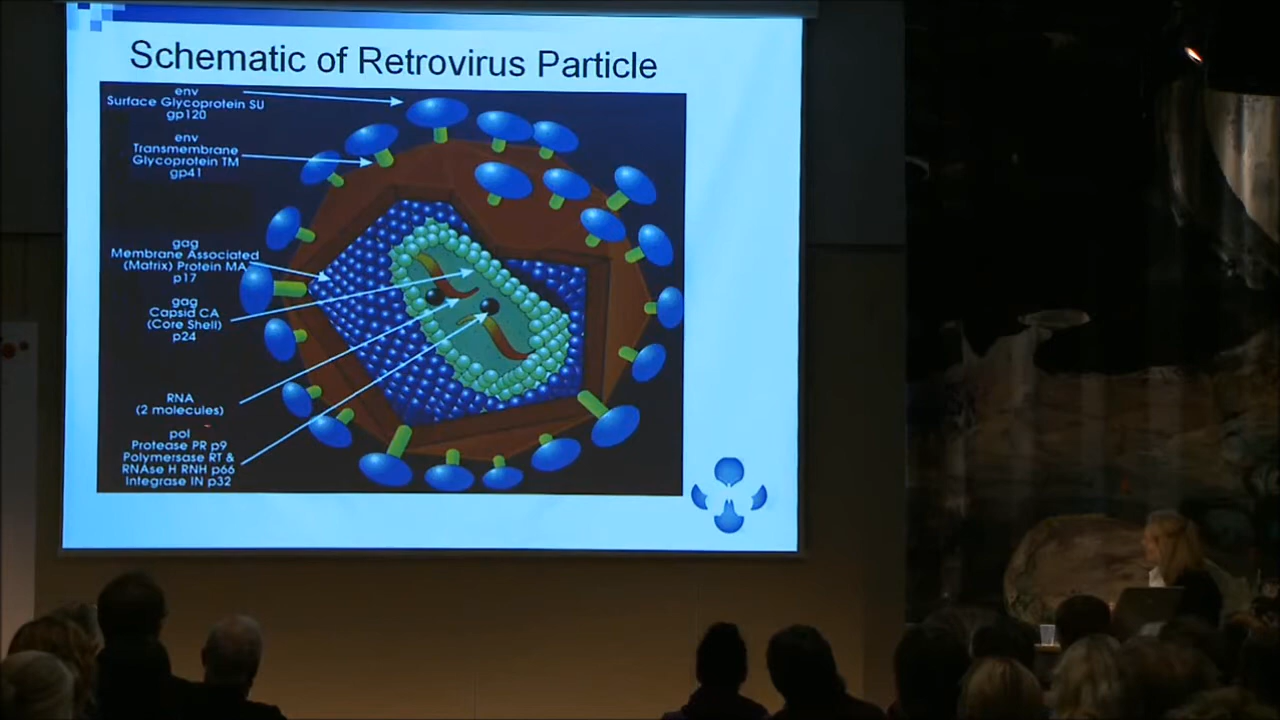 Schematic of Retrovirus Particle
env
Surface Glycoprotein SU
gp120
env
Transmembrane
Glycoprotein TM
gp41
gag
Membrane Associated
(Matrix) Protein MA
p17
gag
Capsid CA
(Core Shell)
p24
RNA
(2 molecules)
pol
Protease PR p9
Polymersase RT &
RNAse H RNH p66
Integrase IN p32